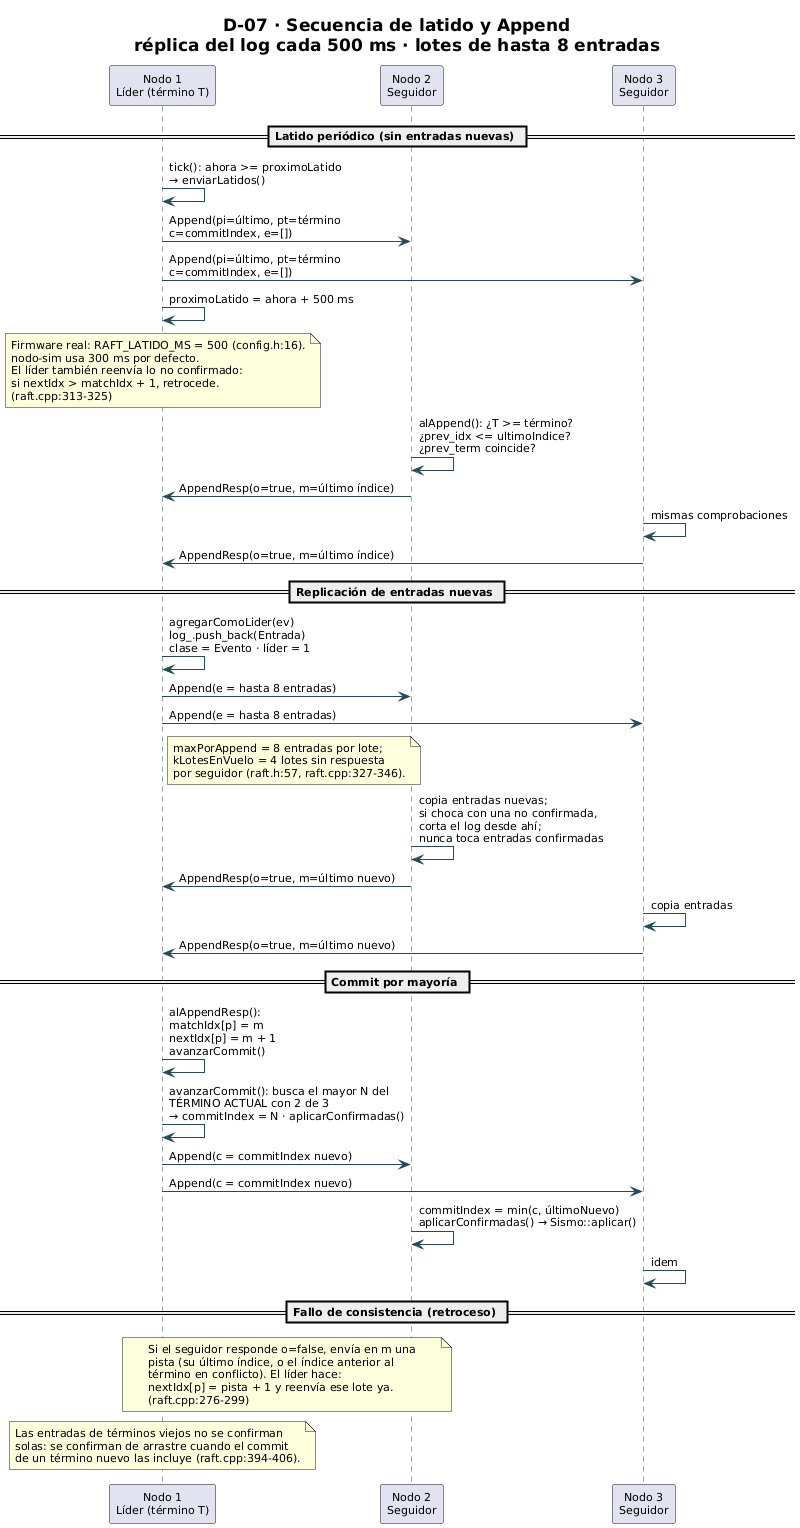 D-07 · Secuencia de latido y Append
réplica del log cada 500 ms · lotes de hasta 8 entradas
Nodo 1
Líder (término T)
Nodo 2
Seguidor
Nodo 3
Seguidor
Latido periódico (sin entradas nuevas)
tick(): ahora >= proximoLatido
→ enviarLatidos()
Append(pi=último, pt=término
c=commitIndex, e=[])
Append(pi=último, pt=término
c=commitIndex, e=[])
proximoLatido = ahora + 500 ms
Firmware real: RAFT_LATIDO_MS = 500 (config.h:16).
nodo-sim usa 300 ms por defecto.
El líder también reenvía lo no confirmado:
si nextIdx > matchIdx + 1, retrocede.
(raft.cpp:313-325)
alAppend(): ¿T >= término?
¿prev_idx <= ultimoIndice?
¿prev_term coincide?
AppendResp(o=true, m=último índice)
mismas comprobaciones
AppendResp(o=true, m=último índice)
Replicación de entradas nuevas
agregarComoLider(ev)
log_.push_back(Entrada)
clase = Evento · líder = 1
Append(e = hasta 8 entradas)
Append(e = hasta 8 entradas)
maxPorAppend = 8 entradas por lote;
kLotesEnVuelo = 4 lotes sin respuesta
por seguidor (raft.h:57, raft.cpp:327-346).
copia entradas nuevas;
si choca con una no confirmada,
corta el log desde ahí;
nunca toca entradas confirmadas
AppendResp(o=true, m=último nuevo)
copia entradas
AppendResp(o=true, m=último nuevo)
Commit por mayoría
alAppendResp():
matchIdx[p] = m
nextIdx[p] = m + 1
avanzarCommit()
avanzarCommit(): busca el mayor N del
TÉRMINO ACTUAL con 2 de 3
→ commitIndex = N · aplicarConfirmadas()
Append(c = commitIndex nuevo)
Append(c = commitIndex nuevo)
commitIndex = min(c, últimoNuevo)
aplicarConfirmadas() → Sismo::aplicar()
idem
Fallo de consistencia (retroceso)
Si el seguidor responde o=false, envía en m una
pista (su último índice, o el índice anterior al
término en conflicto). El líder hace:
nextIdx[p] = pista + 1 y reenvía ese lote ya.
(raft.cpp:276-299)
Las entradas de términos viejos no se confirman
solas: se confirman de arrastre cuando el commit
de un término nuevo las incluye (raft.cpp:394-406).
Nodo 1
Líder (término T)
Nodo 2
Seguidor
Nodo 3
Seguidor